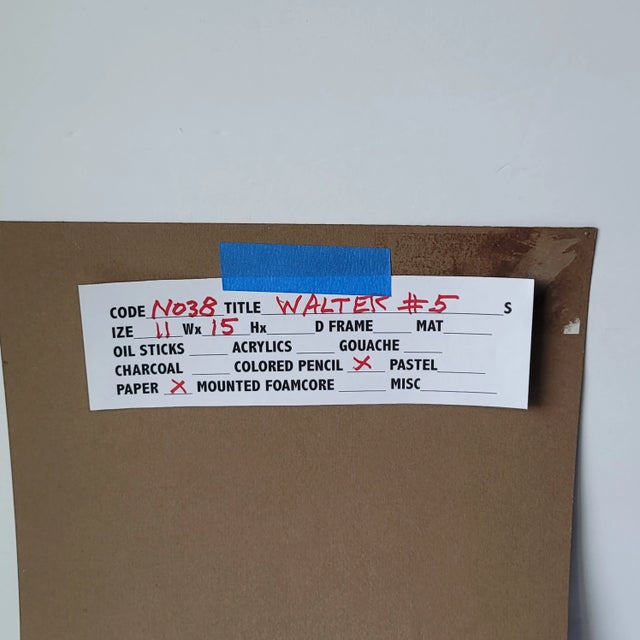 CODE NO38 TITLE WALTER #5 S
IZE 11 Wx 15 Hx D FRAME MAT
OIL STICKS ACRYLICS GOUACHE
CHARCOAL COLORED PENCIL X PASTEL
PAPER X MOUNTED FOAMCORE MISC